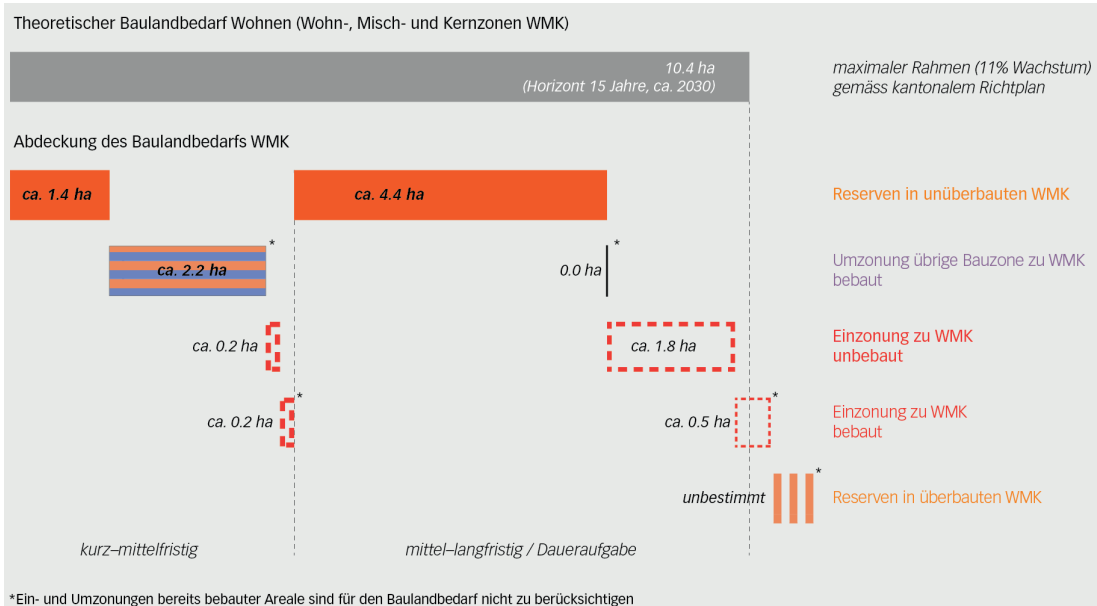 Theoretischer Baulandbedarf Wohnen (Wohn-, Misch- und Kernzonen WMK)
10.4 ha
(Horizont 15 Jahre, ca. 2030)
maximaler Rahmen (11% Wachstum)
gemäss kantonalem Richtplan
Abdeckung des Baulandbedarfs WMK
ca. 1.4 ha
ca. 4.4 ha
Reserven in unüberbauten WMK
ca. 2.2 ha
*
0.0 ha
*
Umzonung übrige Bauzone zu WMK
bebaut
ca. 0.2 ha
ca. 1.8 ha
Einzonung zu WMK
unbebaut
ca. 0.2 ha
*
ca. 0.5 ha
*
Einzonung zu WMK
bebaut
unbestimmt
*
Reserven in überbauten WMK
kurz–mittelfristig
mittel–langfristig / Daueraufgabe
*Ein- und Umzonungen bereits bebauter Areale sind für den Baulandbedarf nicht zu berücksichtigen